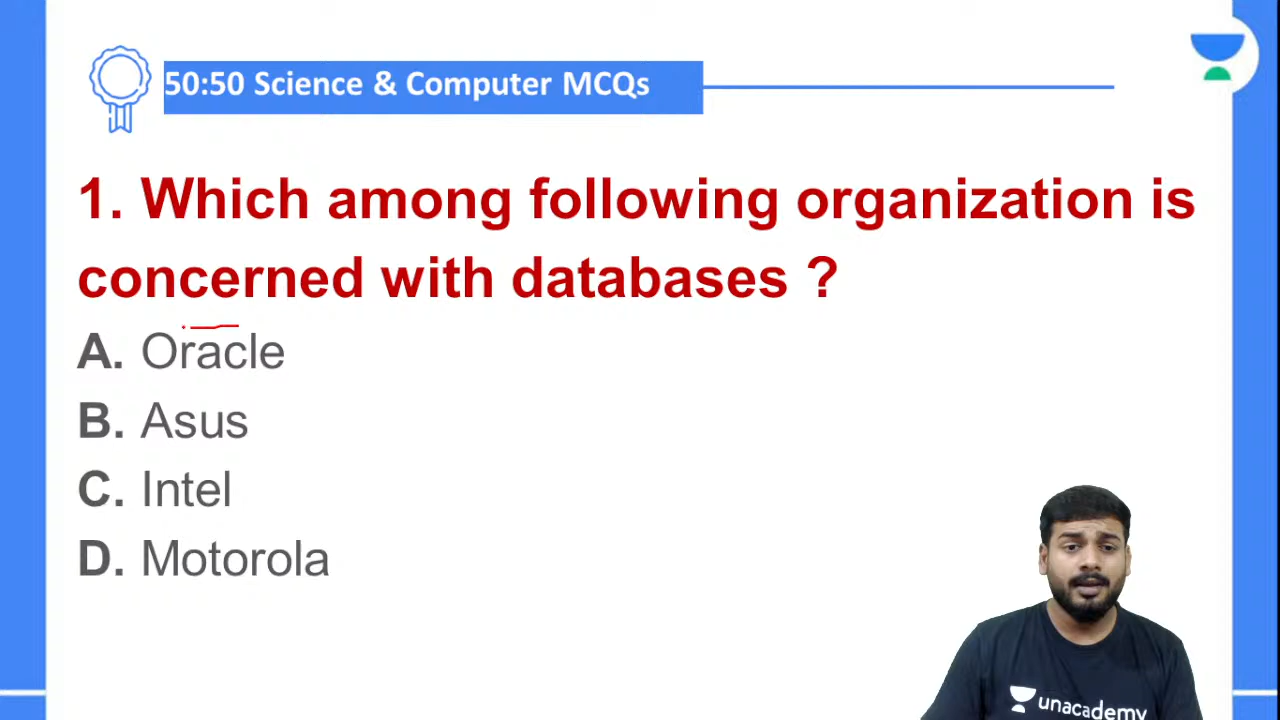 50:50 Science & Computer MCQs
1. Which among following organization is
concerned with databases ?
A. Oracle
B. Asus
C. Intel
D. Motorola
unacademy